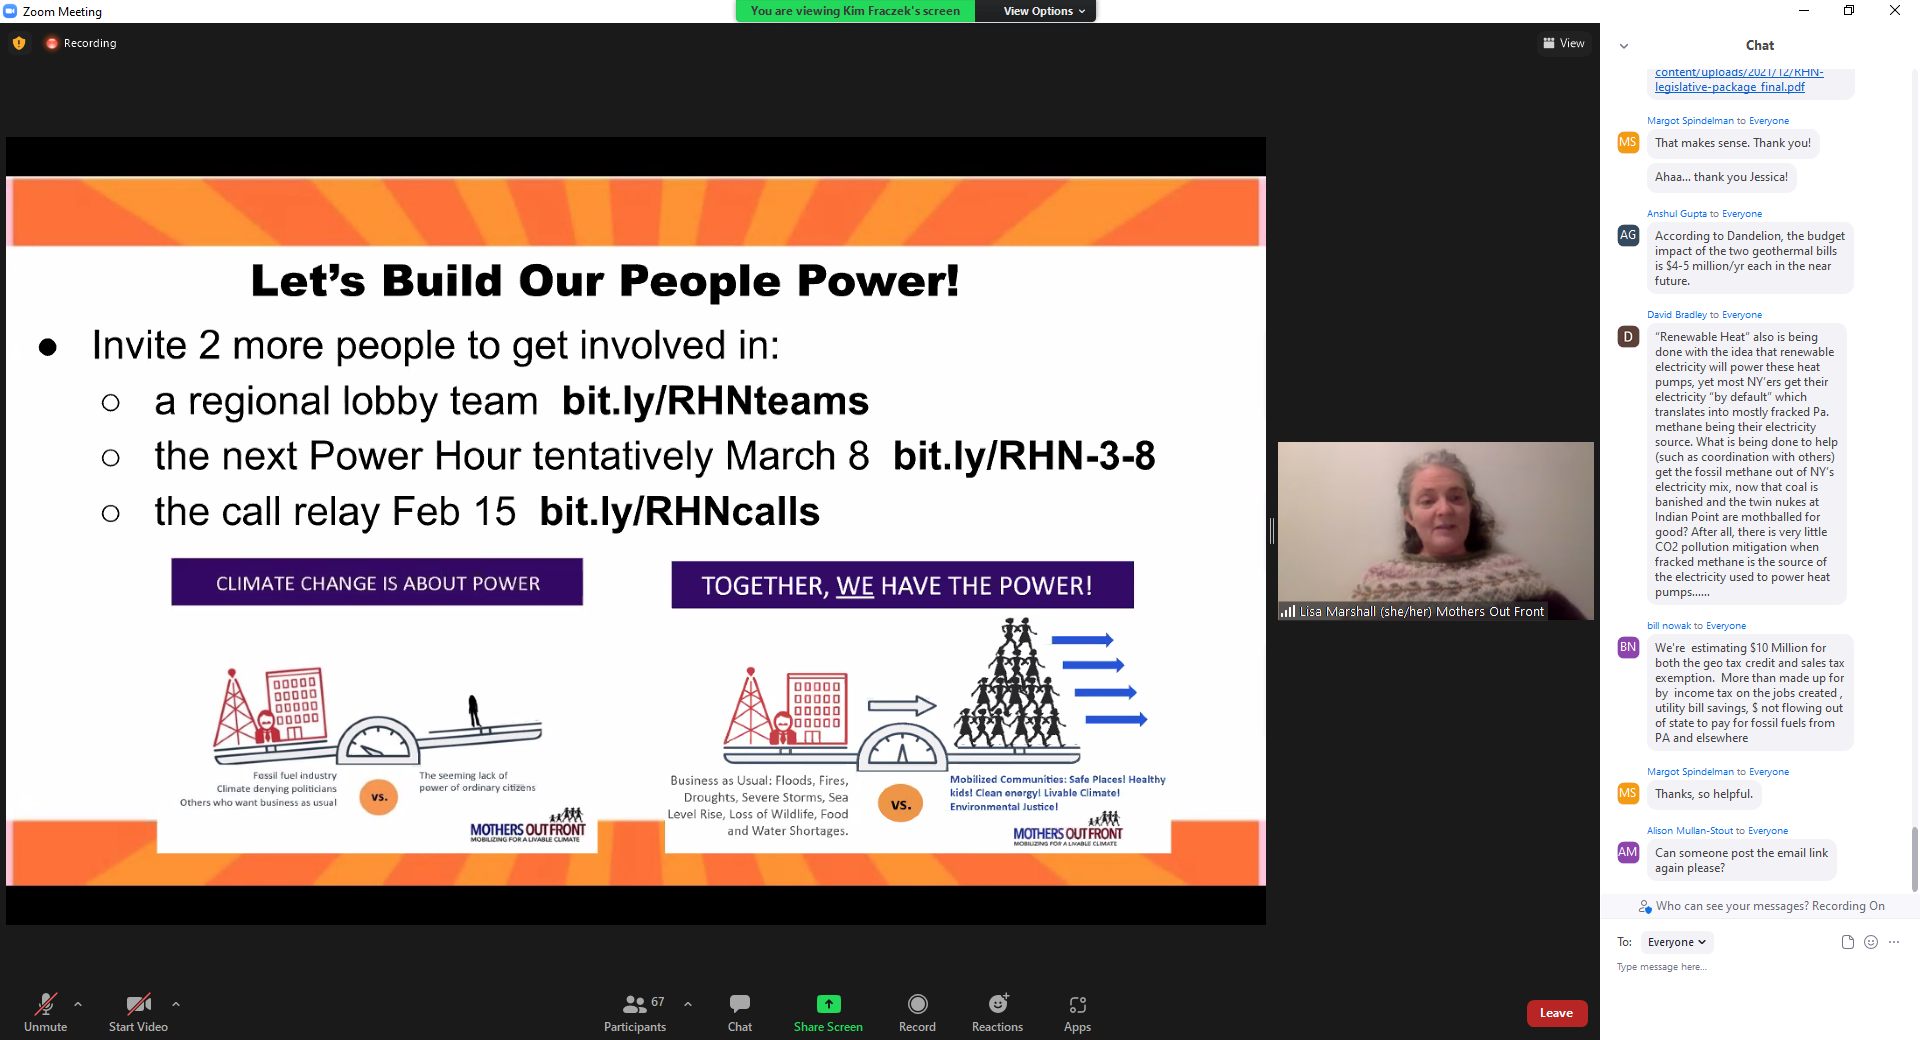 Zoom Meeting
You are viewing Kim Fraczek's screen
View Options
Recording
View
Let's Build Our People Power!
Invite 2 more people to get involved in:
a regional lobby team bit.ly/RHNteams
the next Power Hour tentatively March 8 bit.ly/RHN-3-8
the call relay Feb 15 bit.ly/RHNcalls
CLIMATE CHANGE IS ABOUT POWER
Fossil fuel industry
Climate denying politicians
Others who want business as usual
vs.
The seeming lack of
power of ordinary citizens
MOTHERS OUT FRONT
MOBILIZING FOR A LIVABLE CLIMATE
TOGETHER, WE HAVE THE POWER!
Business as Usual: Floods, Fires,
Droughts, Severe Storms, Sea
Level Rise, Loss of Wildlife, Food
and Water Shortages.
vs.
Mobilized Communities: Safe Places! Healthy
kids! Clean energy! Livable Climate!
Environmental Justice!
MOTHERS OUT FRONT
MOBILIZING FOR A LIVABLE CLIMATE
Lisa Marshall (she/her) Mothers Out Front
Chat
content/uploads/2021/12/RHN-
legislative-package_final.pdf
Margot Spindelman to Everyone
MS
That makes sense. Thank you!
Ahaa... thank you Jessica!
Anshul Gupta to Everyone
AG
According to Dandelion, the budget
impact of the two geothermal bills
is $4-5 million/yr each in the near
future.
David Bradley to Everyone
D
“Renewable Heat” also is being
done with the idea that renewable
electricity will power these heat
pumps, yet most NY'ers get their
electricity “by default” which
translates into mostly fracked Pa.
methane being their electricity
source. What is being done to help
(such as coordination with others)
get the fossil methane out of NY's
electricity mix, now that coal is
banished and the twin nukes at
Indian Point are mothballed for
good? After all, there is very little
CO2 pollution mitigation when
fracked methane is the source of
the electricity used to power heat
pumps......
bill nowak to Everyone
BN
We're estimating $10 Million for
both the geo tax credit and sales tax
exemption. More than made up for
by income tax on the jobs created ,
utility bill savings, $ not flowing out
of state to pay for fossil fuels from
PA and elsewhere
Margot Spindelman to Everyone
MS
Thanks, so helpful.
Alison Mullan-Stout to Everyone
AM
Can someone post the email link
again please?
Who can see your messages? Recording On
To: Everyone
Type message here...
Unmute
Start Video
67
Participants
Chat
Share Screen
Record
Reactions
Apps
Leave